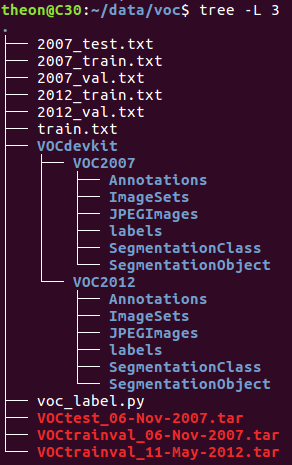 theon@C30:~/data/voc$ tree -L 3
.
├── 2007_test.txt
├── 2007_train.txt
├── 2007_val.txt
├── 2012_train.txt
├── 2012_val.txt
├── train.txt
├── VOCdevkit
│   ├── VOC2007
│   │   ├── Annotations
│   │   ├── ImageSets
│   │   ├── JPEGImages
│   │   ├── labels
│   │   ├── SegmentationClass
│   │   └── SegmentationObject
│   └── VOC2012
│       ├── Annotations
│       ├── ImageSets
│       ├── JPEGImages
│       ├── labels
│       ├── SegmentationClass
│       └── SegmentationObject
├── voc_label.py
├── VOCtest_06-Nov-2007.tar
├── VOCtrainval_06-Nov-2007.tar
└── VOCtrainval_11-May-2012.tar